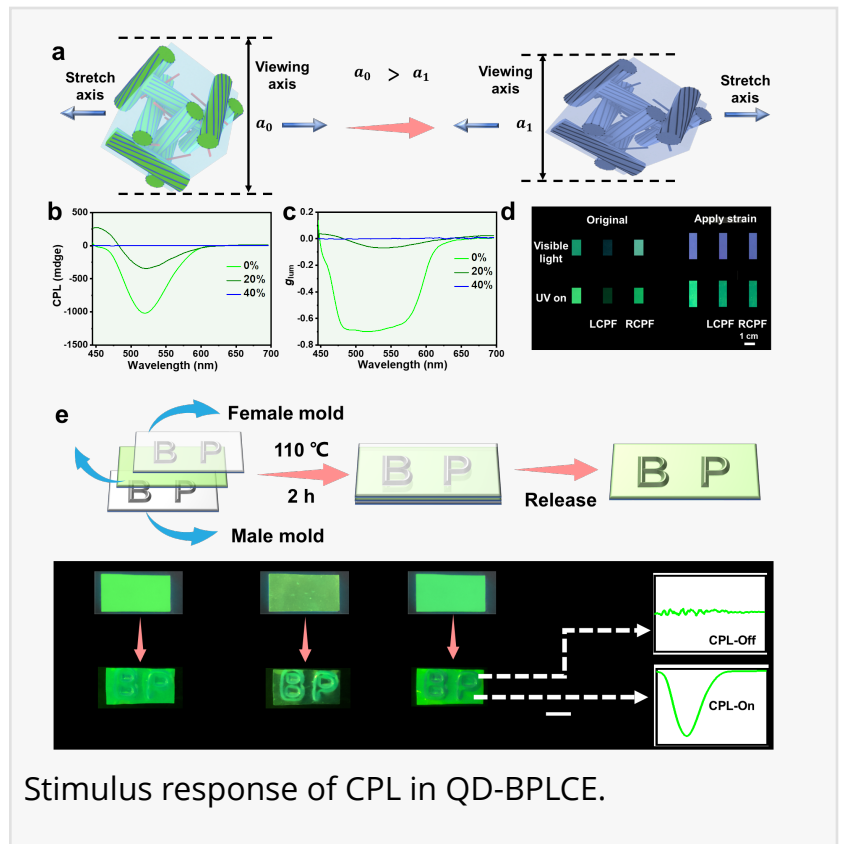 a
Stretch axis
Viewing axis
a₀
a₀ > a₁
Viewing axis
a₁
Stretch axis
b
CPL (mdge)
500
0
-500
-1000
-1500
0%
20%
40%
450 500 550 600 650 700
Wavelength (nm)
c
glum
0.2
0.0
-0.2
-0.4
-0.6
-0.8
0%
20%
40%
450 500 550 600 650 700
Wavelength (nm)
d
Original
Apply strain
Visible light
UV on
LCPF RCPF
LCPF RCPF
1 cm
e
Female mold
B P
B P
Male mold
110 ℃
2 h
B P
Release
B P
B P
B P
B P
CPL-Off
CPL-On
Stimulus response of CPL in QD-BPLCE.